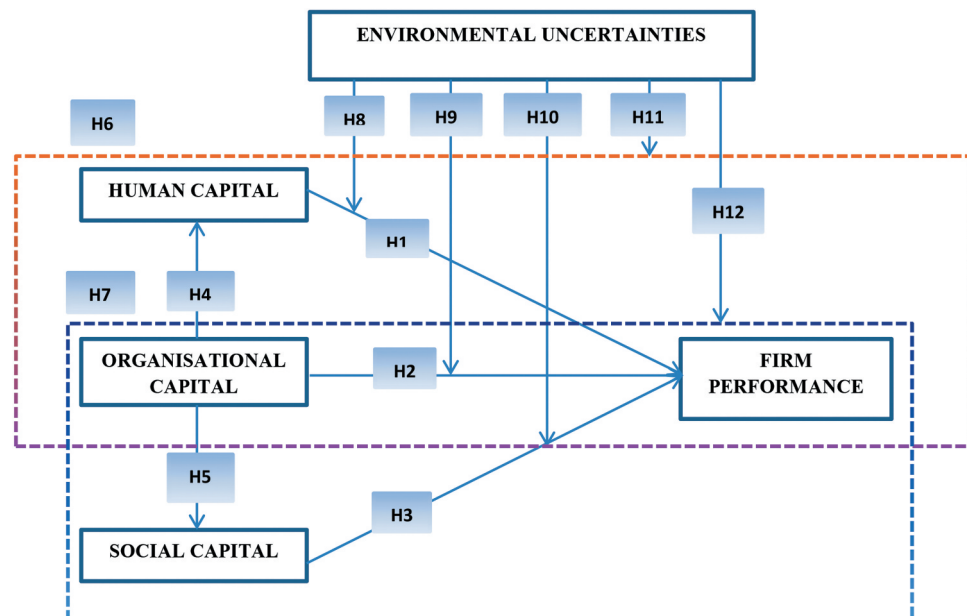 ENVIRONMENTAL UNCERTAINTIES
H6
H8
H9
H10
H11
HUMAN CAPITAL
H12
H1
H7
H4
ORGANISATIONAL
CAPITAL
H2
FIRM
PERFORMANCE
H5
H3
SOCIAL CAPITAL